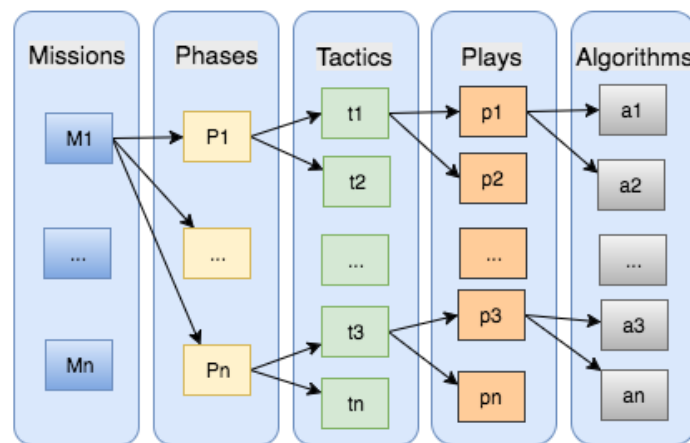 Missions
Phases
Tactics
Plays
Algorithms
M1
P1
t1
p1
a1
t2
p2
a2
...
...
...
...
...
t3
p3
a3
Mn
Pn
tn
pn
an